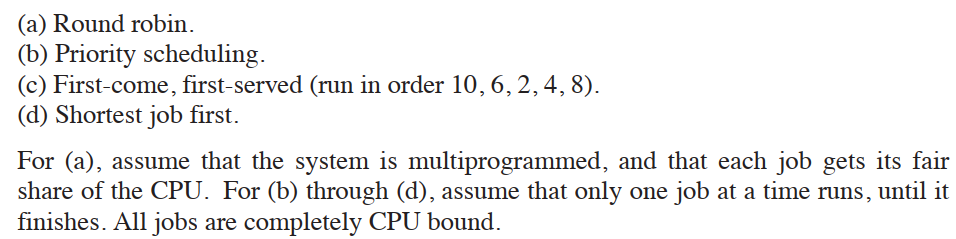 (a) Round robin.
(b) Priority scheduling.
(c) First-come, first-served (run in order 10, 6, 2, 4, 8).
(d) Shortest job first.
For (a), assume that the system is multiprogrammed, and that each job gets its fair
share of the CPU. For (b) through (d), assume that only one job at a time runs, until it
finishes. All jobs are completely CPU bound.